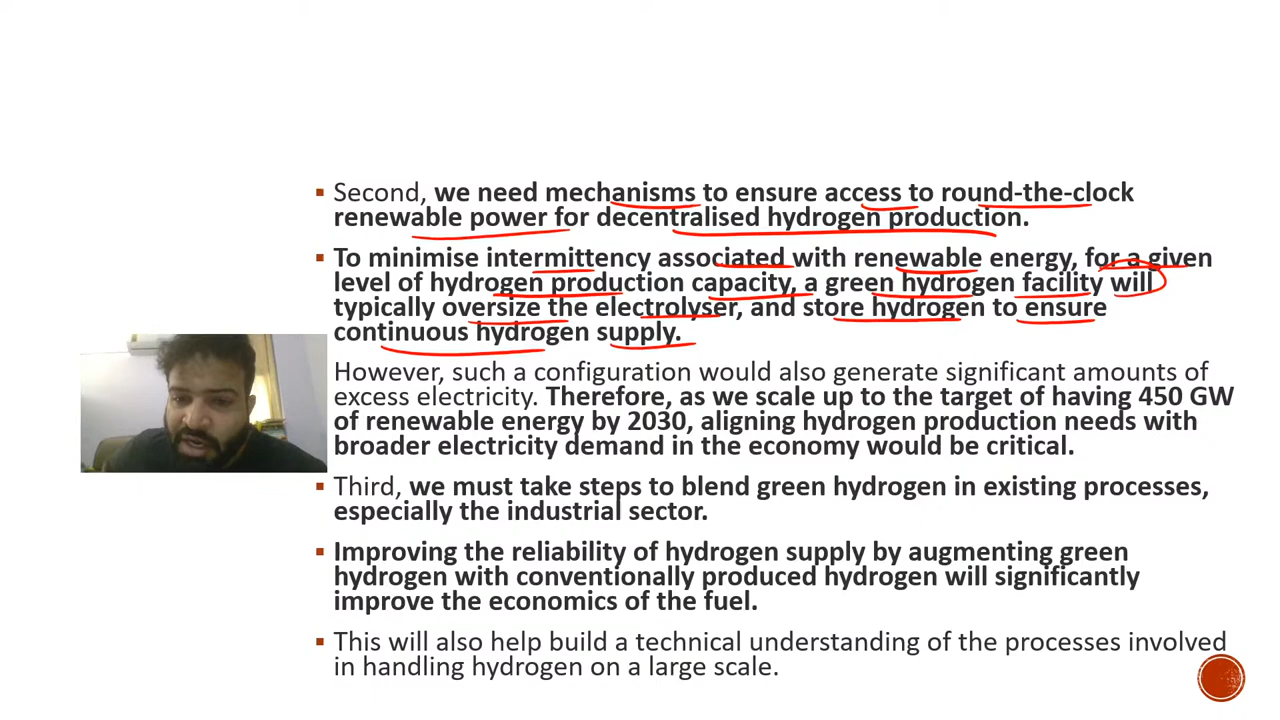 ▪ Second, we need mechanisms to ensure access to round-the-clock
renewable power for decentralised hydrogen production.
▪ To minimise intermittency associated with renewable energy, for a given
level of hydrogen production capacity, a green hydrogen facility will
typically oversize the electrolyser, and store hydrogen to ensure
continuous hydrogen supply.
However, such a configuration would also generate significant amounts of
excess electricity. Therefore, as we scale up to the target of having 450 GW
of renewable energy by 2030, aligning hydrogen production needs with
broader electricity demand in the economy would be critical.
▪ Third, we must take steps to blend green hydrogen in existing processes,
especially the industrial sector.
▪ Improving the reliability of hydrogen supply by augmenting green
hydrogen with conventionally produced hydrogen will significantly
improve the economics of the fuel.
▪ This will also help build a technical understanding of the processes involved
in handling hydrogen on a large scale.